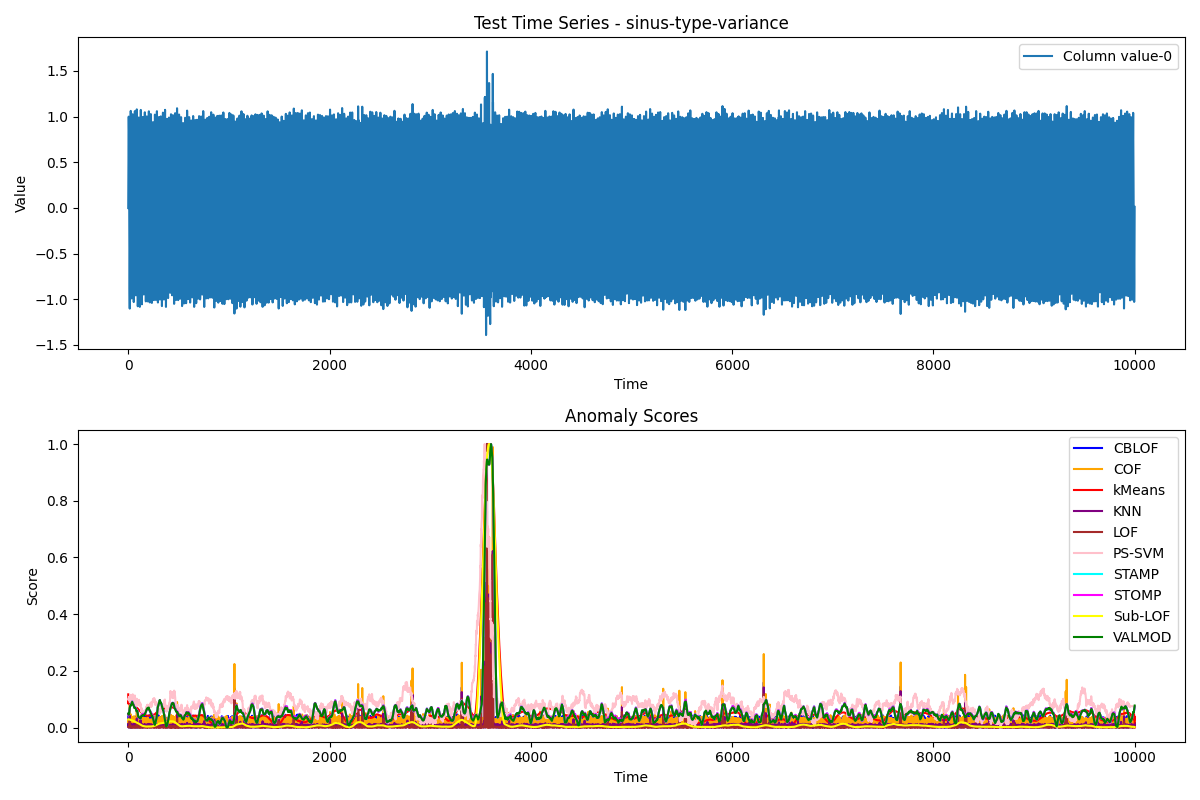 Test Time Series - sinus-type-variance
Column value-0
1.5
1.0
0.5
0.0
−0.5
−1.0
−1.5
Value
0
2000
4000
6000
8000
10000
Time
Anomaly Scores
CBLOF
COF
kMeans
KNN
LOF
PS-SVM
STAMP
STOMP
Sub-LOF
VALMOD
1.0
0.8
0.6
0.4
0.2
0.0
Score
0
2000
4000
6000
8000
10000
Time